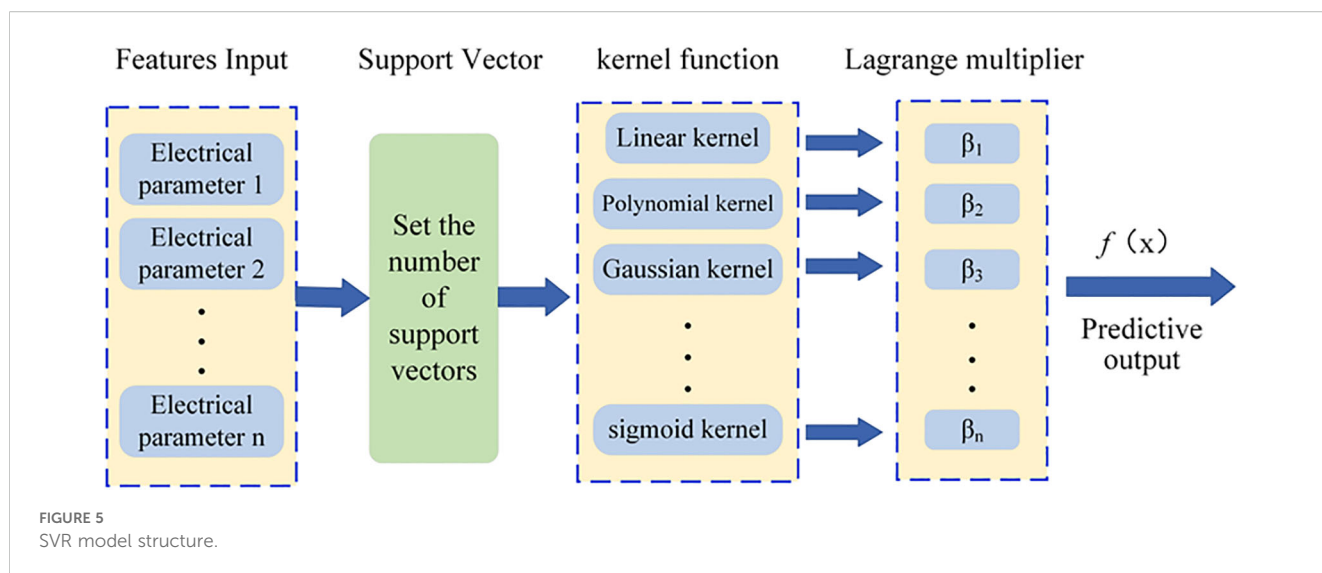 Features Input
Support Vector
kernel function
Lagrange multiplier
Electrical
parameter 1
Electrical
parameter 2
Electrical
parameter n
Set the
number
of
support
vectors
Linear kernel
Polynomial kernel
Gaussian kernel
sigmoid kernel
β₁
β₂
β₃
βₙ
f (x)
Predictive
output
FIGURE 5
SVR model structure.